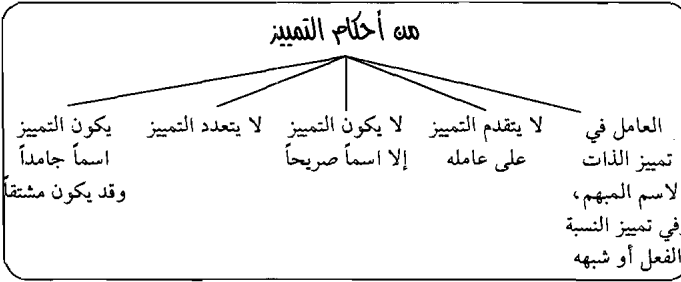 من أحكام التمييز
العامل في
تمييز الذات
لاسم المبهم،
وفي تمييز النسبة
الفعل أو شبهه
لا يتقدم التمييز
على عامله
لا يكون التمييز
إلا اسماً صريحاً
لا يتعدد التمييز
يكون التمييز
اسماً جامداً
وقد يكون مشتقاً